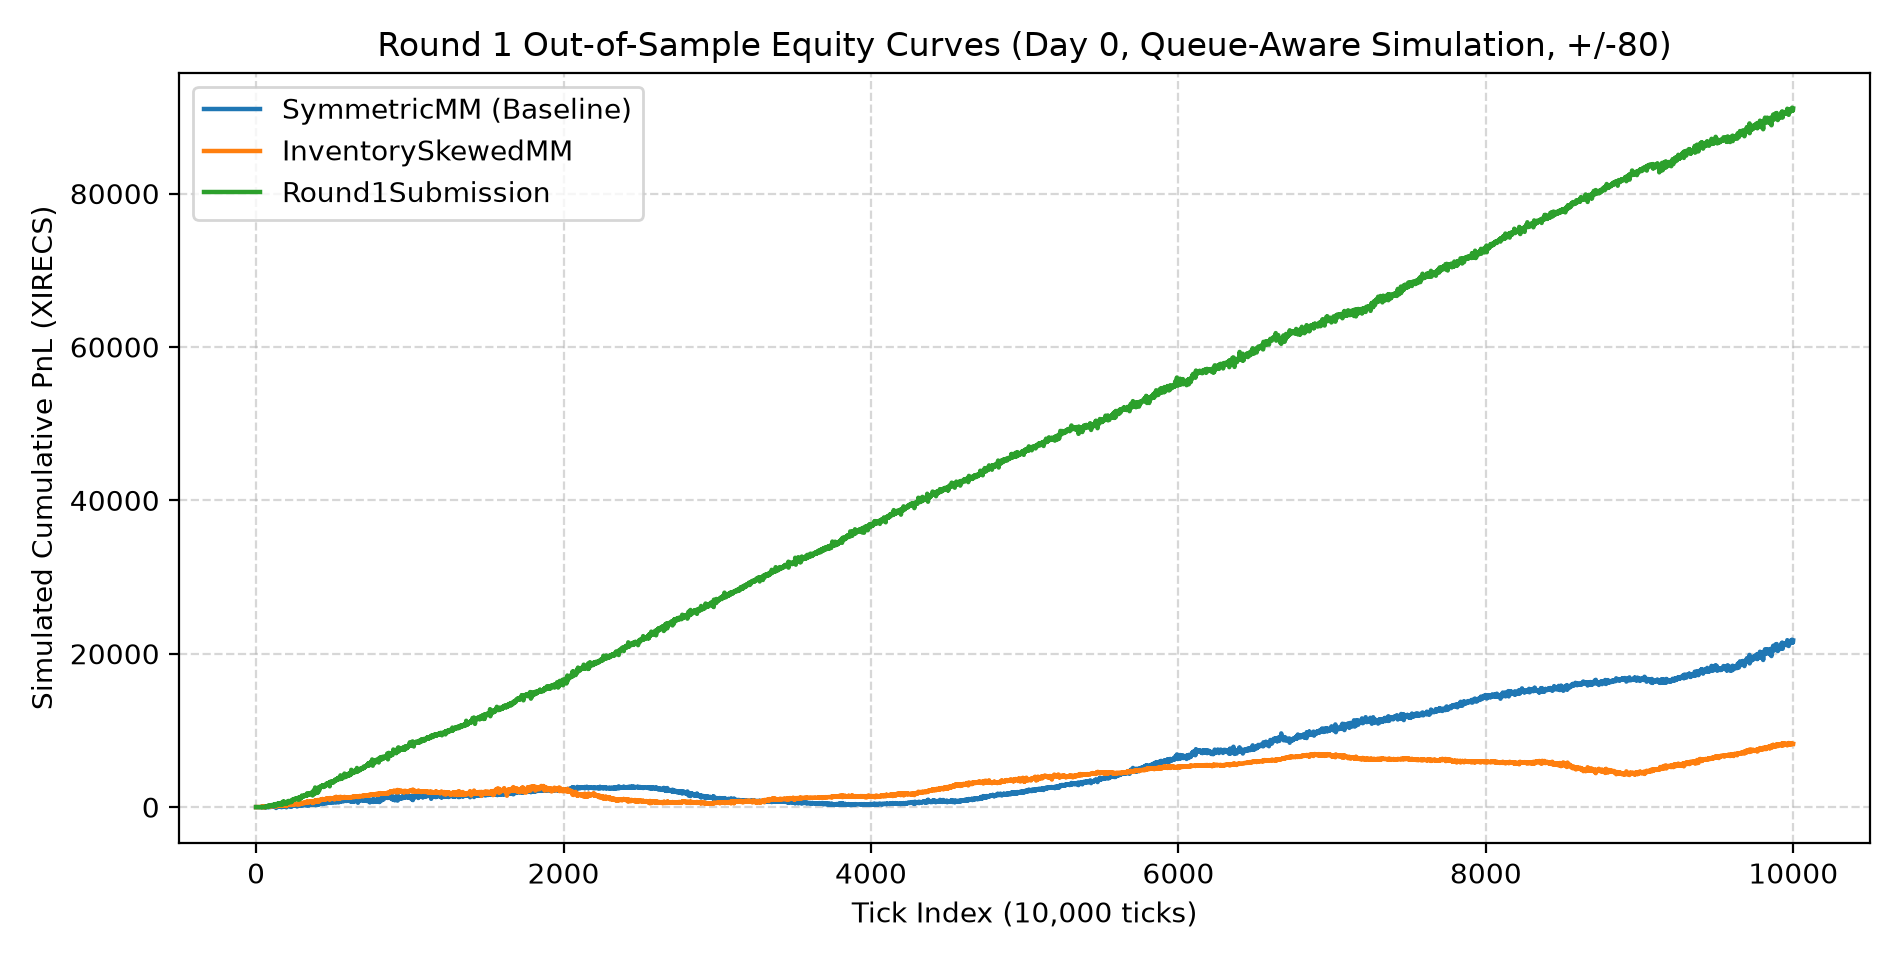 Round 1 Out-of-Sample Equity Curves (Day 0, Queue-Aware Simulation, +/-80)
SymmetricMM (Baseline)
InventorySkewedMM
Round1Submission
Simulated Cumulative PnL (XIRECS)
80000
60000
40000
20000
0
0
2000
4000
6000
8000
10000
Tick Index (10,000 ticks)